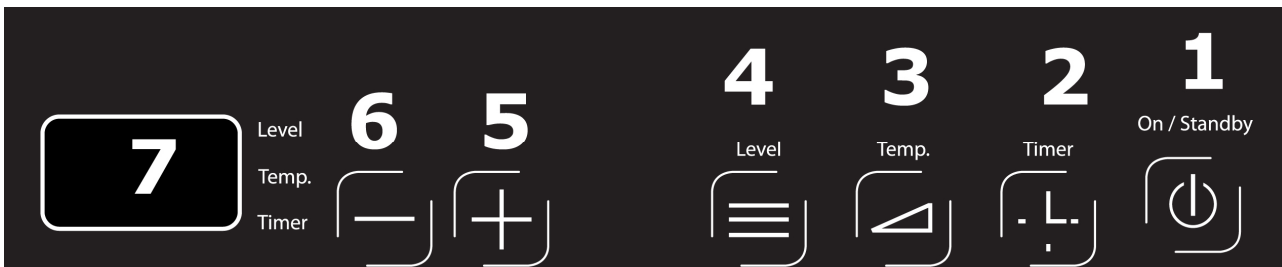 1
4 3 2
On / Standby
6 5
Level
7
Level Temp. Timer
Temp.
Timer